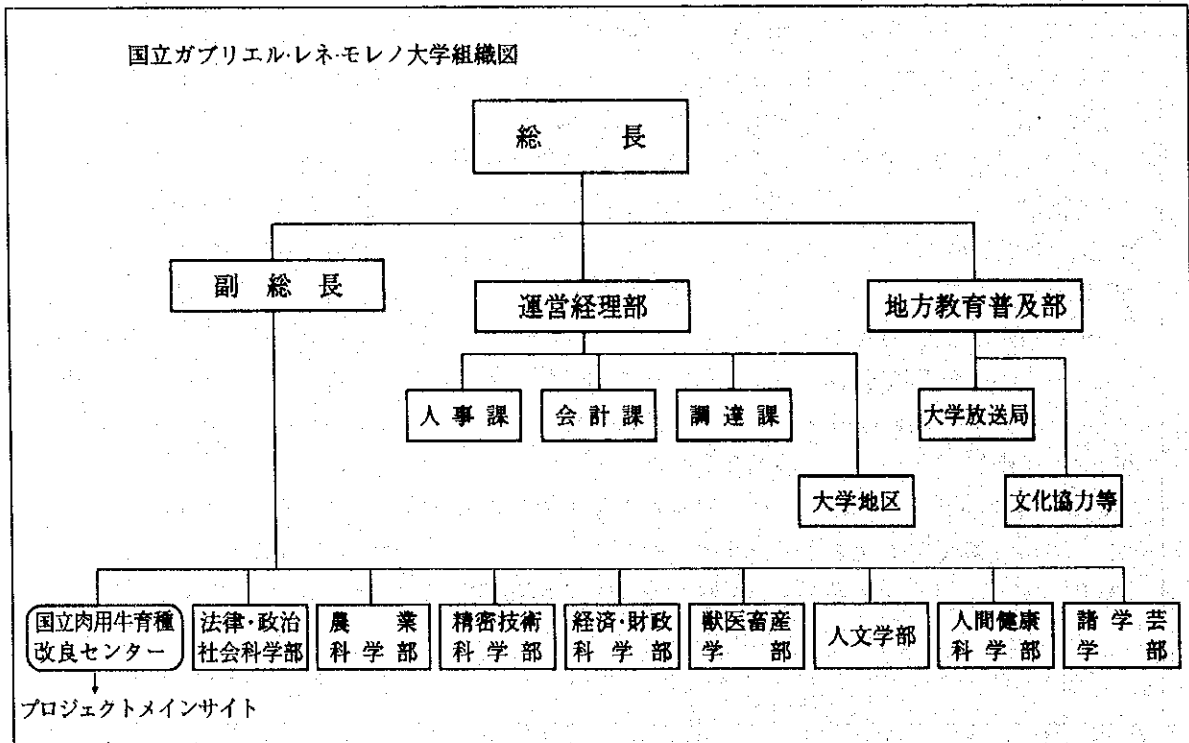 国立ガブリエル・レネ・モレノ大学組織図
総長
副総長
運営経理部
地方教育普及部
人事課
会計課
調達課
大学放送局
大学地区
文化協力等
国立肉用牛育種
改良センター
法律・政治
社会科学部
農業
科学部
精密技術
科学部
経済・財政
科学部
獣医畜産
学部
人文学部
人間健康
科学部
諸学芸
学部
プロジェクトメインサイト